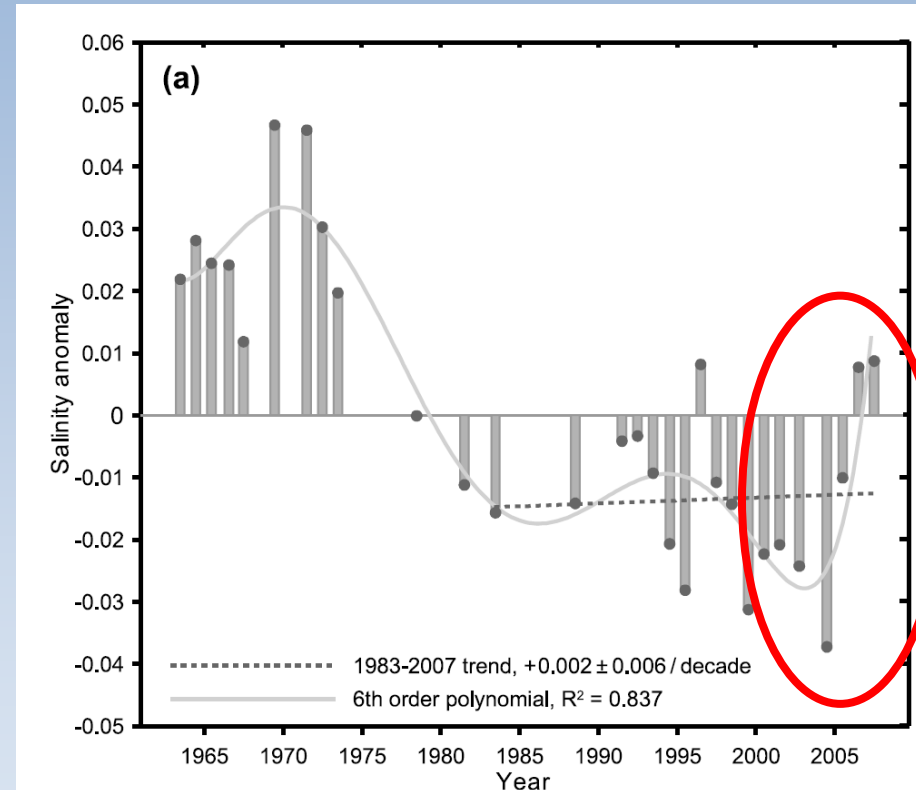 (a)
0.06
0.05
0.04
0.03
0.02
0.01
0
-0.01
-0.02
-0.03
-0.04
-0.05
Salinity anomaly
1983-2007 trend, +0.002 ± 0.006 / decade
6th order polynomial, R² = 0.837
1965 1970 1975 1980 1985 1990 1995 2000 2005
Year